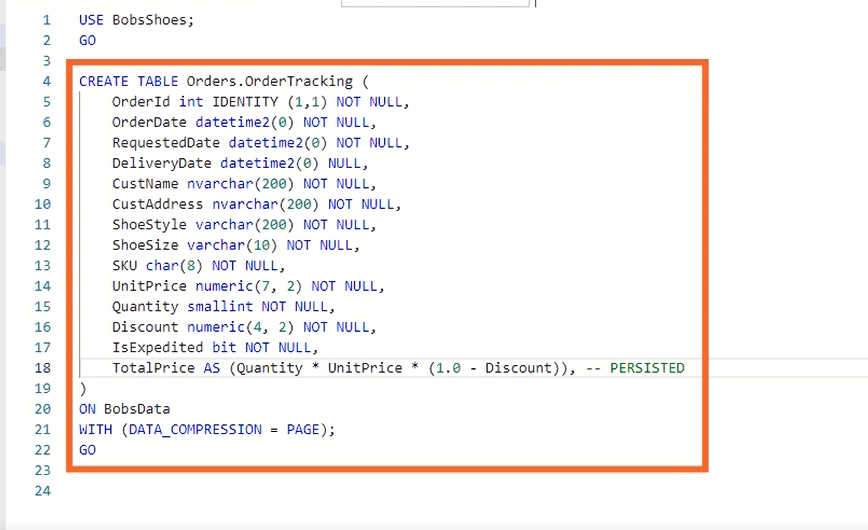 1 USE BobsShoes;
2 GO
3
4 CREATE TABLE Orders.OrderTracking (
5 OrderId int IDENTITY (1,1) NOT NULL,
6 OrderDate datetime2(0) NOT NULL,
7 RequestedDate datetime2(0) NOT NULL,
8 DeliveryDate datetime2(0) NULL,
9 CustName nvarchar(200) NOT NULL,
10 CustAddress nvarchar(200) NOT NULL,
11 ShoeStyle varchar(200) NOT NULL,
12 ShoeSize varchar(10) NOT NULL,
13 SKU char(8) NOT NULL,
14 UnitPrice numeric(7, 2) NOT NULL,
15 Quantity smallint NOT NULL,
16 Discount numeric(4, 2) NOT NULL,
17 IsExpedited bit NOT NULL,
18 TotalPrice AS (Quantity * UnitPrice * (1.0 - Discount)), -- PERSISTED
19 )
20 ON BobsData
21 WITH (DATA_COMPRESSION = PAGE);
22 GO
23
24